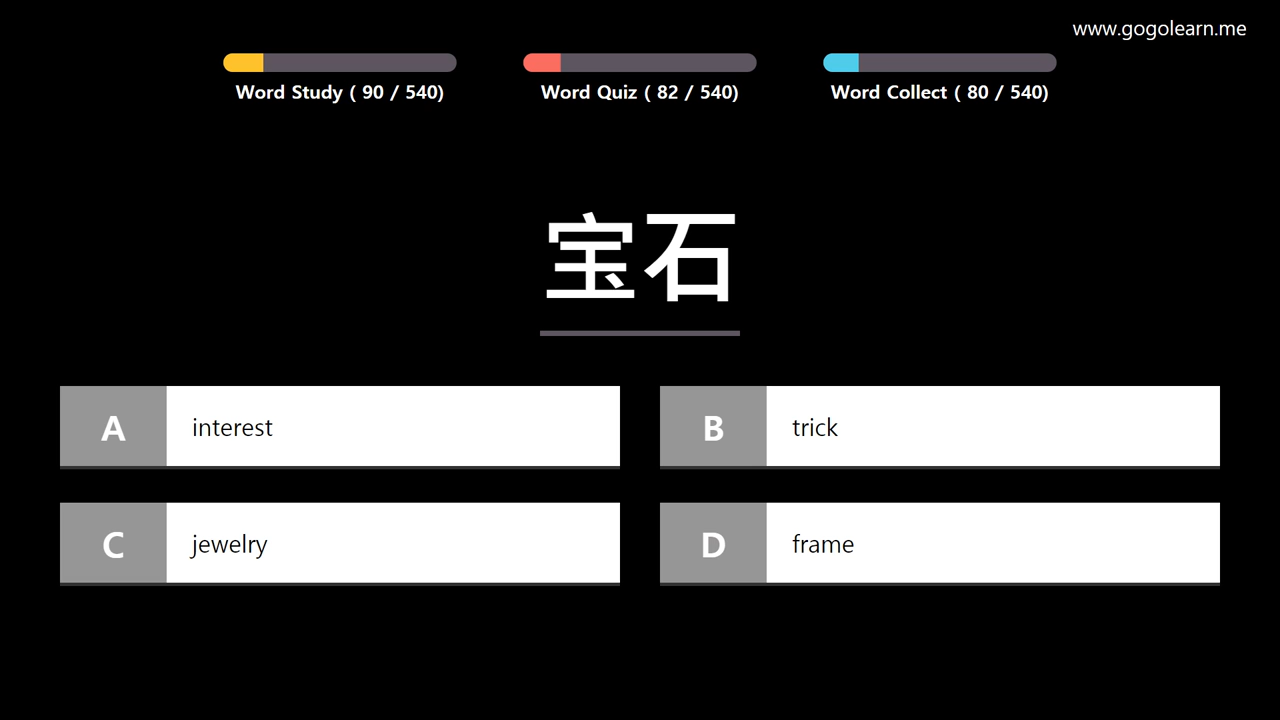 www.gogolearn.me
Word Study ( 90 / 540)
Word Quiz ( 82 / 540)
Word Collect ( 80 / 540)
宝石
A interest
B trick
C jewelry
D frame